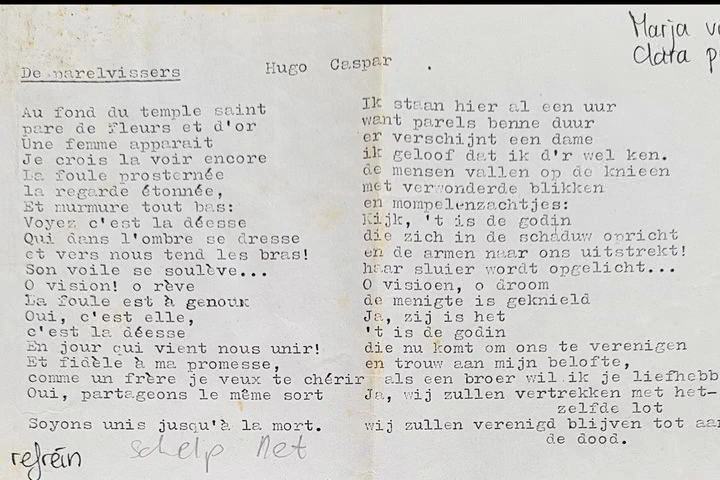 Marja
Clara
De parelvissers
Hugo Caspar .
Au fond du temple saint
pare de fleurs et d'or
Une femme apparait
Je crois la voir encore
La foule prosternée
la regarde étonnée,
Et murmure tout bas:
Voyez c'est la déesse
Qui dans l'ombre se dresse
et vers nous tend les bras!
Son voile se soulève...
O vision! o rève
La foule est à genoux
Oui, c'est elle,
c'est la déesse
En jour qui vient nous unir!
Et fidèle à ma promesse,
comme un frère je veux te chérir
Oui, partageons le même sort
Soyons unis jusqu'à la mort.
Ik staan hier al een uur
want parels benne duur
er verschijnt een dame
ik geloof dat ik d'r wel ken.
de mensen vallen op de knieen
met verwonderde blikken
en mompelenzachtjes:
Kijk, 't is de godin
die zich in de schaduw opricht
en de armen naar ons uitstrekt!
haar sluier wordt opgelicht...
O visioen, o droom
de menigte is geknield
Ja, zij is het
't is de godin
die nu komt om ons te verenigen
en trouw aan mijn belofte,
als een broer wil ik je liefhebb
Ja, wij zullen vertrekken met het-
zelfde lot
wij zullen verenigd blijven tot aan
de dood.
refrein
schelp net